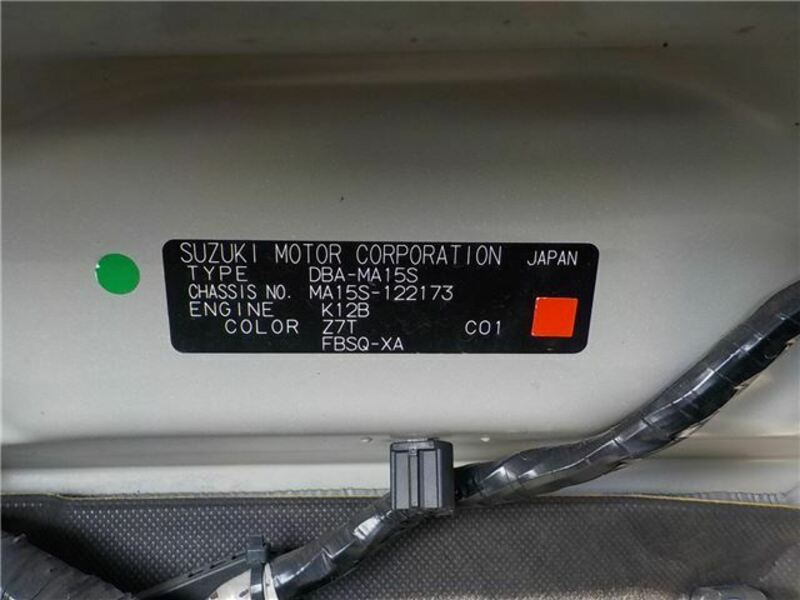 SUZUKI MOTOR CORPORATION JAPAN
TYPE DBA-MA15S
CHASSIS NO. MA15S-122173
ENGINE K12B
COLOR Z7T C01
FBSQ-XA